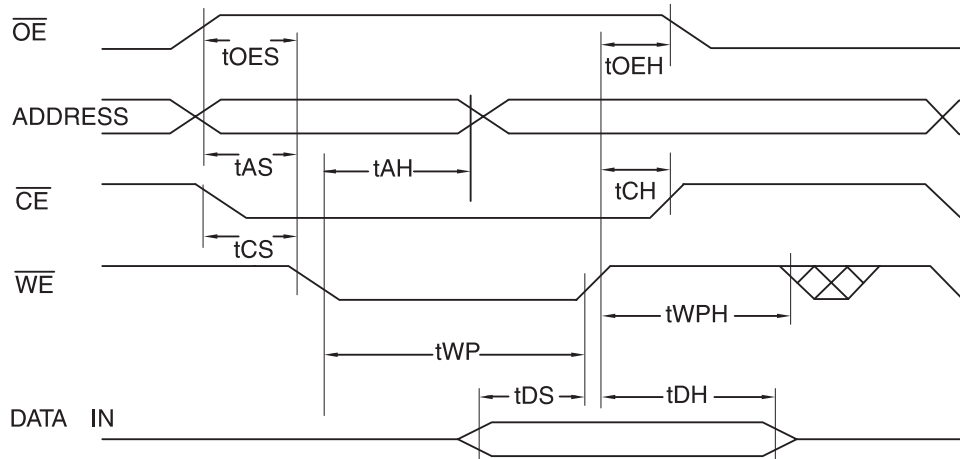 OE
tOES
tOEH
ADDRESS
tAS
tAH
tCH
CE
tCS
WE
tWPH
tWP
tDS
tDH
DATA IN